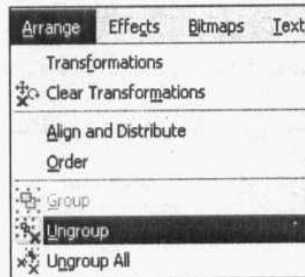 Arrange Effects Bitmaps Text
Transformations
Clear Transformations
Align and Distribute
Order
Group
Ungroup
Ungroup All